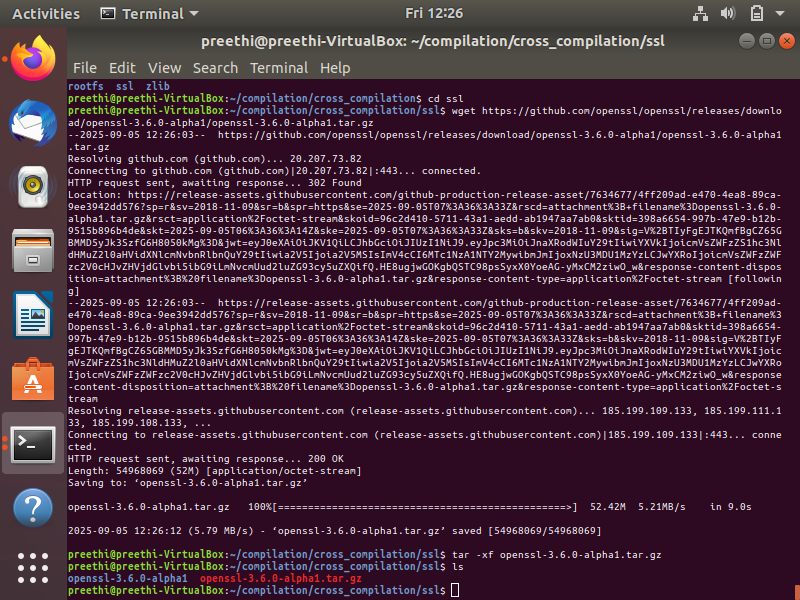 Activities Terminal Fri 12:26
preethi@preethi-VirtualBox: ~/compilation/cross_compilation/ssl
File Edit View Search Terminal Help
rootfs ssl zlib
preethi@preethi-VirtualBox:~/compilation/cross_compilation$ cd ssl
preethi@preethi-VirtualBox:~/compilation/cross_compilation/ssl$ wget https://github.com/openssl/openssl/releases/downlo
ad/openssl-3.6.0-alpha1/openssl-3.6.0-alpha1.tar.gz
--2025-09-05 12:26:03-- https://github.com/openssl/openssl/releases/download/openssl-3.6.0-alpha1/openssl-3.6.0-alpha1
.tar.gz
Resolving github.com (github.com)... 20.207.73.82
Connecting to github.com (github.com)|20.207.73.82|:443... connected.
HTTP request sent, awaiting response... 302 Found
Location: https://release-assets.githubusercontent.com/github-production-release-asset/7634677/4ff209ad-e470-4ea8-89ca-
9ee3942dd576?sp=r&sv=2018-11-09&sr=b&spr=https&se=2025-09-05T07%3A36%3A33Z&rscd=attachment%3B+filename%3Dopenssl-3.6.0-
alpha1.tar.gz&rsct=application%2Foctet-stream&skoid=96c2d410-5711-43a1-aedd-ab1947aa7ab0&sktid=398a6654-997b-47e9-b12b-
9515b896b4de&skt=2025-09-05T06%3A36%3A14Z&ske=2025-09-05T07%3A36%3A33Z&sks=b&skv=2018-11-09&sig=V%2BTIyFgEJTKQmfBgCZ65G
BMMD5yJk3SzfG6H8050kMg%3D&jwt=eyJ0eXAiOiJKV1QiLCJhbGciOiJIUzI1NiJ9.eyJpc3MiOiJnaXRodWIuY29tIiwiYXVkIjoicmVsZWFzZS1hc3Nl
dHMuZ2l0aHVidXNlcmNvbnRlbnQuY29tIiwia2V5Ijoia2V5MSIsImV4cCI6MTc1NzA1NTY2MywibmJmIjoxNzU3MDU1MzYzLCJwYXRoIjoicmVsZWFzZWFz
c2V0cHJvZHVjdGlvbi5ibG9iLmNvcmUud2luZG93cy5uZXQifQ.HE8ugjwGOKgbQSTC98psSyxX0YoeAG-yMxCM2ziwO_w&response-content-dispos
ition=attachment%3B%20filename%3Dopenssl-3.6.0-alpha1.tar.gz&response-content-type=application%2Foctet-stream [followin
g]
--2025-09-05 12:26:03-- https://release-assets.githubusercontent.com/github-production-release-asset/7634677/4ff209ad-
e470-4ea8-89ca-9ee3942dd576?sp=r&sv=2018-11-09&sr=b&spr=https&se=2025-09-05T07%3A36%3A33Z&rscd=attachment%3B+filename%3
Dopenssl-3.6.0-alpha1.tar.gz&rsct=application%2Foctet-stream&skoid=96c2d410-5711-43a1-aedd-ab1947aa7ab0&sktid=398a6654-
997b-47e9-b12b-9515b896b4de&skt=2025-09-05T06%3A36%3A14Z&ske=2025-09-05T07%3A36%3A33Z&sks=b&skv=2018-11-09&sig=V%2BTIyF
gEJTKQmfBgCZ65GBMMD5yJk3SzfG6H8050kMg%3D&jwt=eyJ0eXAiOiJKV1QiLCJhbGciOiJIUzI1NiJ9.eyJpc3MiOiJnaXRodWIuY29tIiwiYXVkIjoic
mVsZWFzZS1hc3NldHMuZ2l0aHVidXNlcmNvbnRlbnQuY29tIiwia2V5Ijoia2V5MSIsImV4cCI6MTc1NzA1NTY2MywibmJmIjoxNzU3MDU1MzYzLCJwYXRo
IjoicmVsZWFzZWFzc2V0cHJvZHVjdGlvbi5ibG9iLmNvcmUud2luZG93cy5uZXQifQ.HE8ugjwGOKgbQSTC98psSyxX0YoeAG-yMxCM2ziwO_w&response
-content-disposition=attachment%3B%20filename%3Dopenssl-3.6.0-alpha1.tar.gz&response-content-type=application%2Foctet-s
tream
Resolving release-assets.githubusercontent.com (release-assets.githubusercontent.com)... 185.199.109.133, 185.199.111.1
33, 185.199.108.133, ...
Connecting to release-assets.githubusercontent.com (release-assets.githubusercontent.com)|185.199.109.133|:443... conne
cted.
HTTP request sent, awaiting response... 200 OK
Length: 54968069 (52M) [application/octet-stream]
Saving to: ‘openssl-3.6.0-alpha1.tar.gz’
openssl-3.6.0-alpha1.tar.gz 100%[================================================>] 52.42M 5.21MB/s in 9.0s
2025-09-05 12:26:12 (5.79 MB/s) - ‘openssl-3.6.0-alpha1.tar.gz’ saved [54968069/54968069]
preethi@preethi-VirtualBox:~/compilation/cross_compilation/ssl$ tar -xf openssl-3.6.0-alpha1.tar.gz
preethi@preethi-VirtualBox:~/compilation/cross_compilation/ssl$ ls
openssl-3.6.0-alpha1 openssl-3.6.0-alpha1.tar.gz
preethi@preethi-VirtualBox:~/compilation/cross_compilation/ssl$